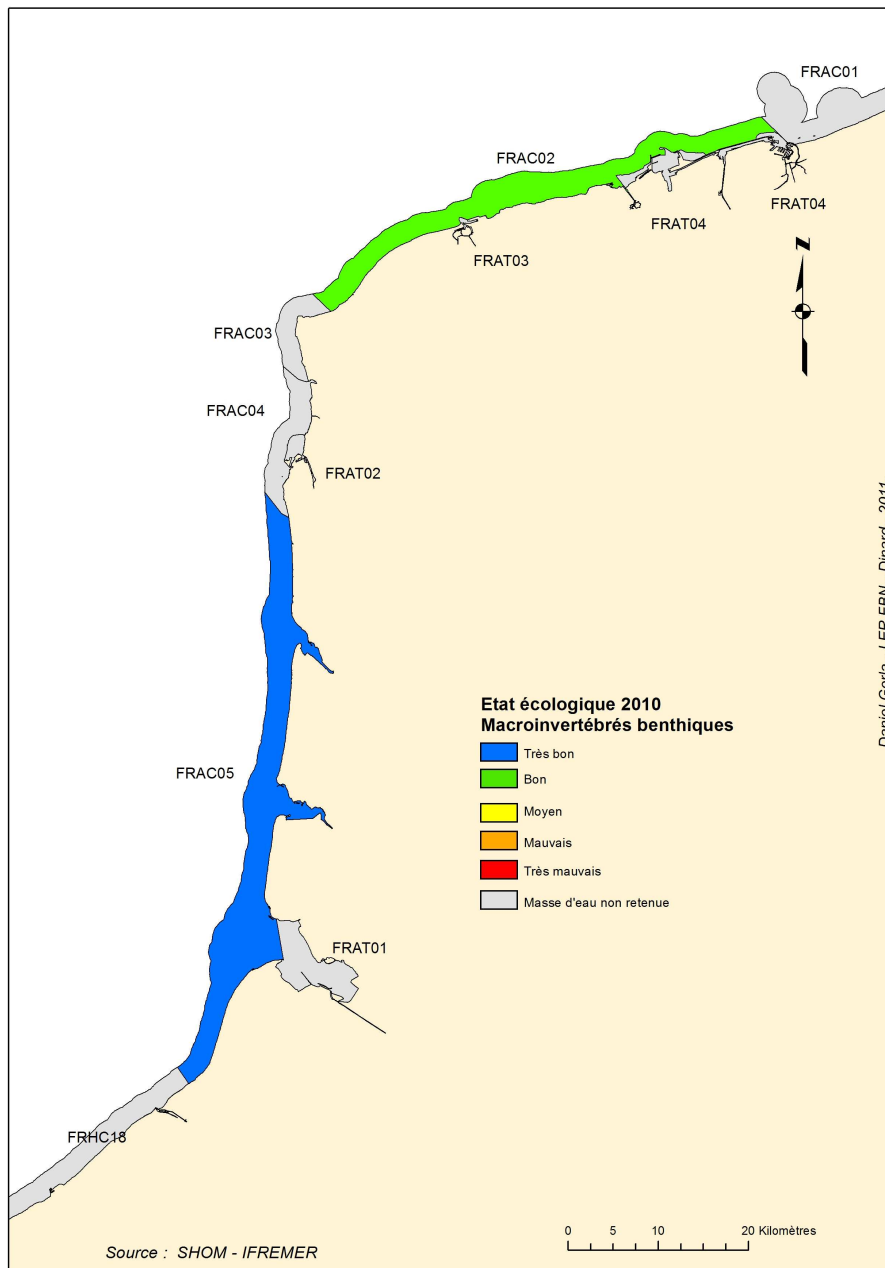 FRAC01
FRAC02
FRAT04
FRAT04
FRAT03
N
FRAC03
FRAC04
FRAT02
Etat écologique 2010
Macroinvertébrés benthiques
Très bon
Bon
Moyen
Mauvais
Très mauvais
Masse d'eau non retenue
FRAC05
FRAT01
FRHC18
0 5 10 20 Kilomètres
Source : SHOM - IFREMER
2011